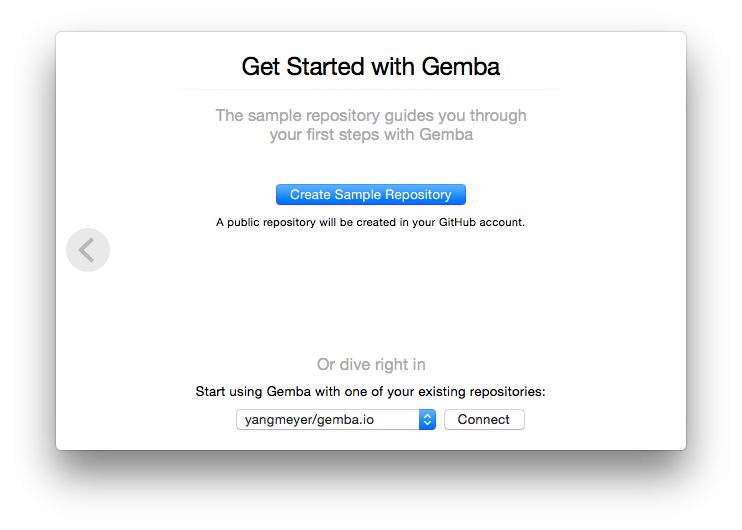 Get Started with Gemba
The sample repository guides you through
your first steps with Gemba
Create Sample Repository
A public repository will be created in your GitHub account.
Or dive right in
Start using Gemba with one of your existing repositories:
yangmeyer/gemba.io Connect